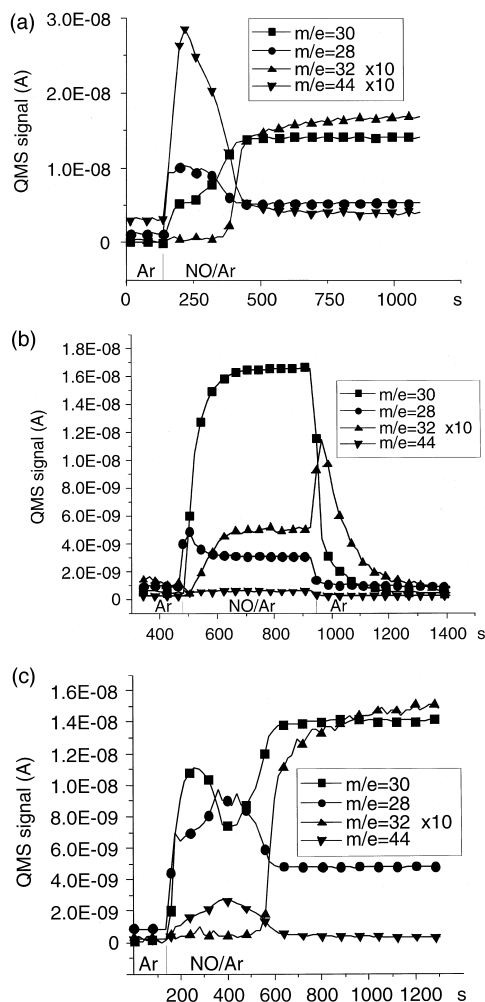 (a)
QMS signal (A)
3.0E-08
2.0E-08
1.0E-08
0
m/e=30
m/e=28
m/e=32 x10
m/e=44 x10
Ar NO/Ar
0 250 500 750 1000 s
(b)
QMS signal (A)
1.8E-08
1.6E-08
1.4E-08
1.2E-08
1.0E-08
8.0E-09
6.0E-09
4.0E-09
2.0E-09
0
m/e=30
m/e=28
m/e=32 x10
m/e=44
Ar NO/Ar Ar
400 600 800 1000 1200 1400 s
(c)
QMS signal (A)
1.6E-08
1.4E-08
1.2E-08
1.0E-08
8.0E-09
6.0E-09
4.0E-09
2.0E-09
0
m/e=30
m/e=28
m/e=32 x10
m/e=44
Ar NO/Ar
200 400 600 800 1000 1200 s